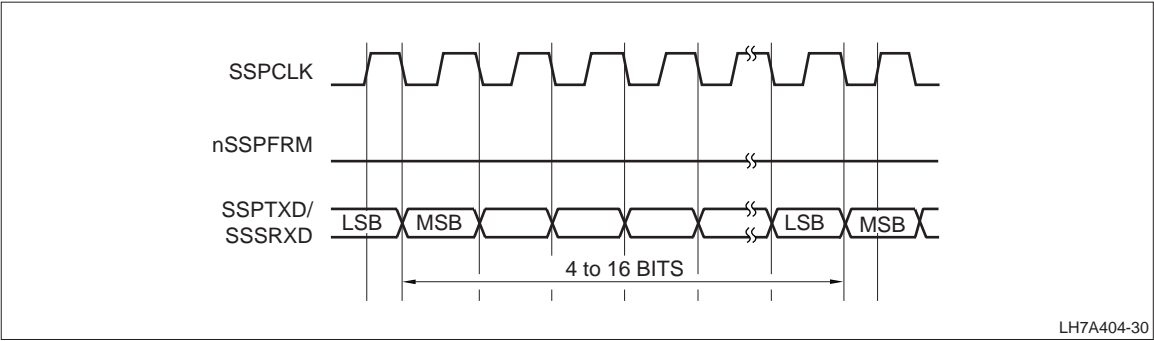 SSPCLK
nSSPFRM
SSPTXD/
SSSRXD
LSB MSB LSB MSB
4 to 16 BITS
LH7A404-30